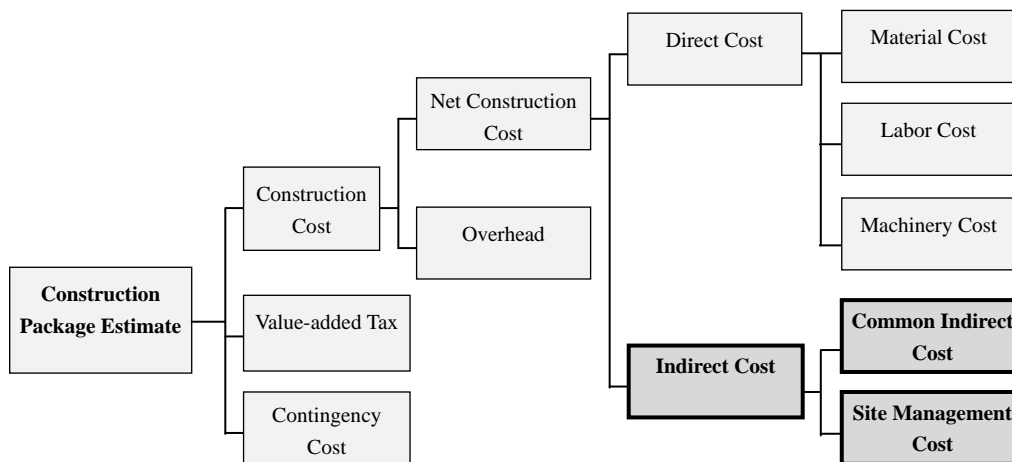 Construction
Package Estimate
Construction
Cost
Value-added Tax
Contingency
Cost
Net Construction
Cost
Overhead
Direct Cost
Indirect Cost
Material Cost
Labor Cost
Machinery Cost
Common Indirect
Cost
Site Management
Cost